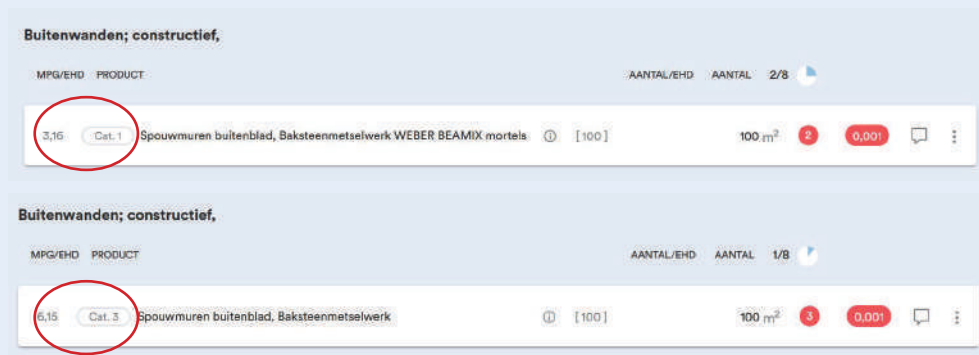 Buitenwanden; constructief,
MPG/EHD PRODUCT AANTAL/EHD AANTAL 2/8
3,16 Cat. 1 Spouwmuren buitenblad, Baksteenmetselwerk WEBER BEAMIX mortels [100] 100 m² 2 0,001
Buitenwanden; constructief,
MPG/EHD PRODUCT AANTAL/EHD AANTAL 1/8
6,15 Cat. 3 Spouwmuren buitenblad, Baksteenmetselwerk [100] 100 m² 3 0,001